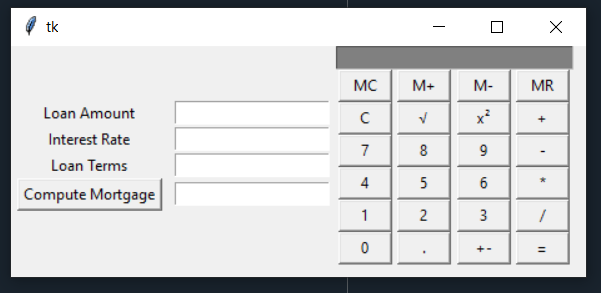 tk
MC M+ M- MR
Loan Amount C √ x² +
Interest Rate 7 8 9 -
Loan Terms 4 5 6 *
Compute Mortgage 1 2 3 /
0 . +- =